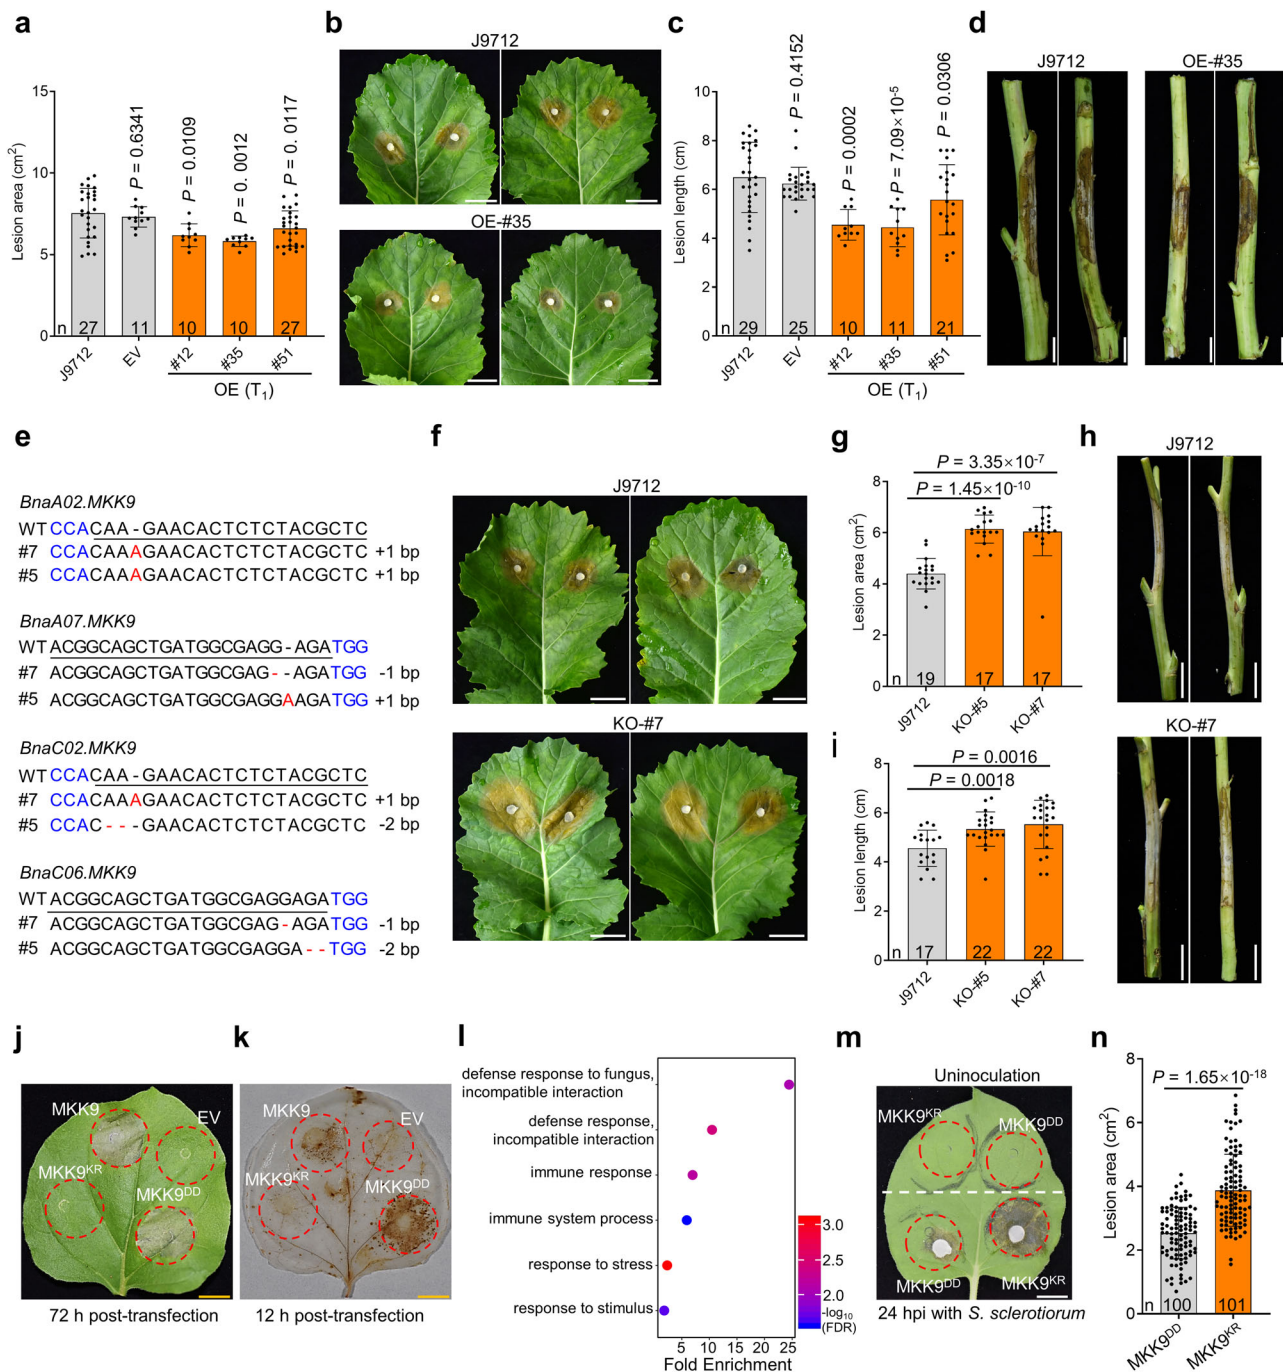 a
Lesion area (cm2)
15
10
5
0
P = 0.6341
P = 0.0109
P = 0. 0012
P = 0. 0117
n 27 11 10 10 27
J9712 EV #12 #35 #51
OE (T1)
b
J9712
OE-#35
c
Lesion length (cm)
10
8
6
4
2
0
P = 0.4152
P = 0.0002
P = 7.09×10-5
P = 0.0306
n 29 25 10 11 21
J9712 EV #12 #35 #51
OE (T1)
d
J9712 OE-#35
e
BnaA02.MKK9
WT CCACAA-GAACACTCTCTACGCTC
#7 CCACAAAGAACACTCTCTACGCTC +1 bp
#5 CCACAAAGAACACTCTCTACGCTC +1 bp
BnaA07.MKK9
WT ACGGCAGCTGATGGCGAGG-AGATGG
#7 ACGGCAGCTGATGGCGAG--AGATGG -1 bp
#5 ACGGCAGCTGATGGCGAGGAAGATGG +1 bp
BnaC02.MKK9
WT CCACAA-GAACACTCTCTACGCTC
#7 CCACAAAGAACACTCTCTACGCTC +1 bp
#5 CCAC---GAACACTCTCTACGCTC -2 bp
BnaC06.MKK9
WT ACGGCAGCTGATGGCGAGGAGATGG
#7 ACGGCAGCTGATGGCGAG-AGATGG -1 bp
#5 ACGGCAGCTGATGGCGAGGA--TGG -2 bp
f
J9712
KO-#7
g
Lesion area (cm2)
8
6
4
2
0
P = 3.35×10-7
P = 1.45×10-10
n 19 17 17
J9712 KO-#5 KO-#7
h
J9712
KO-#7
i
Lesion length (cm)
8
6
4
2
0
P = 0.0016
P = 0.0018
n 17 22 22
J9712 KO-#5 KO-#7
j
MKK9 EV
MKK9KR
MKK9DD
72 h post-transfection
k
MKK9 EV
MKK9KR MKK9DD
12 h post-transfection
l
defense response to fungus,
incompatible interaction
defense response,
incompatible interaction
immune response
immune system process
response to stress
response to stimulus
5 10 15 20 25
Fold Enrichment
3.0
2.5
2.0
-log10
(FDR)
m
Uninoculation
MKK9KR MKK9DD
MKK9DD MKK9KR
24 hpi with S. sclerotiorum
n
Lesion area (cm2)
8
6
4
2
0
P = 1.65×10-18
n 100 101
MKK9DD MKK9KR